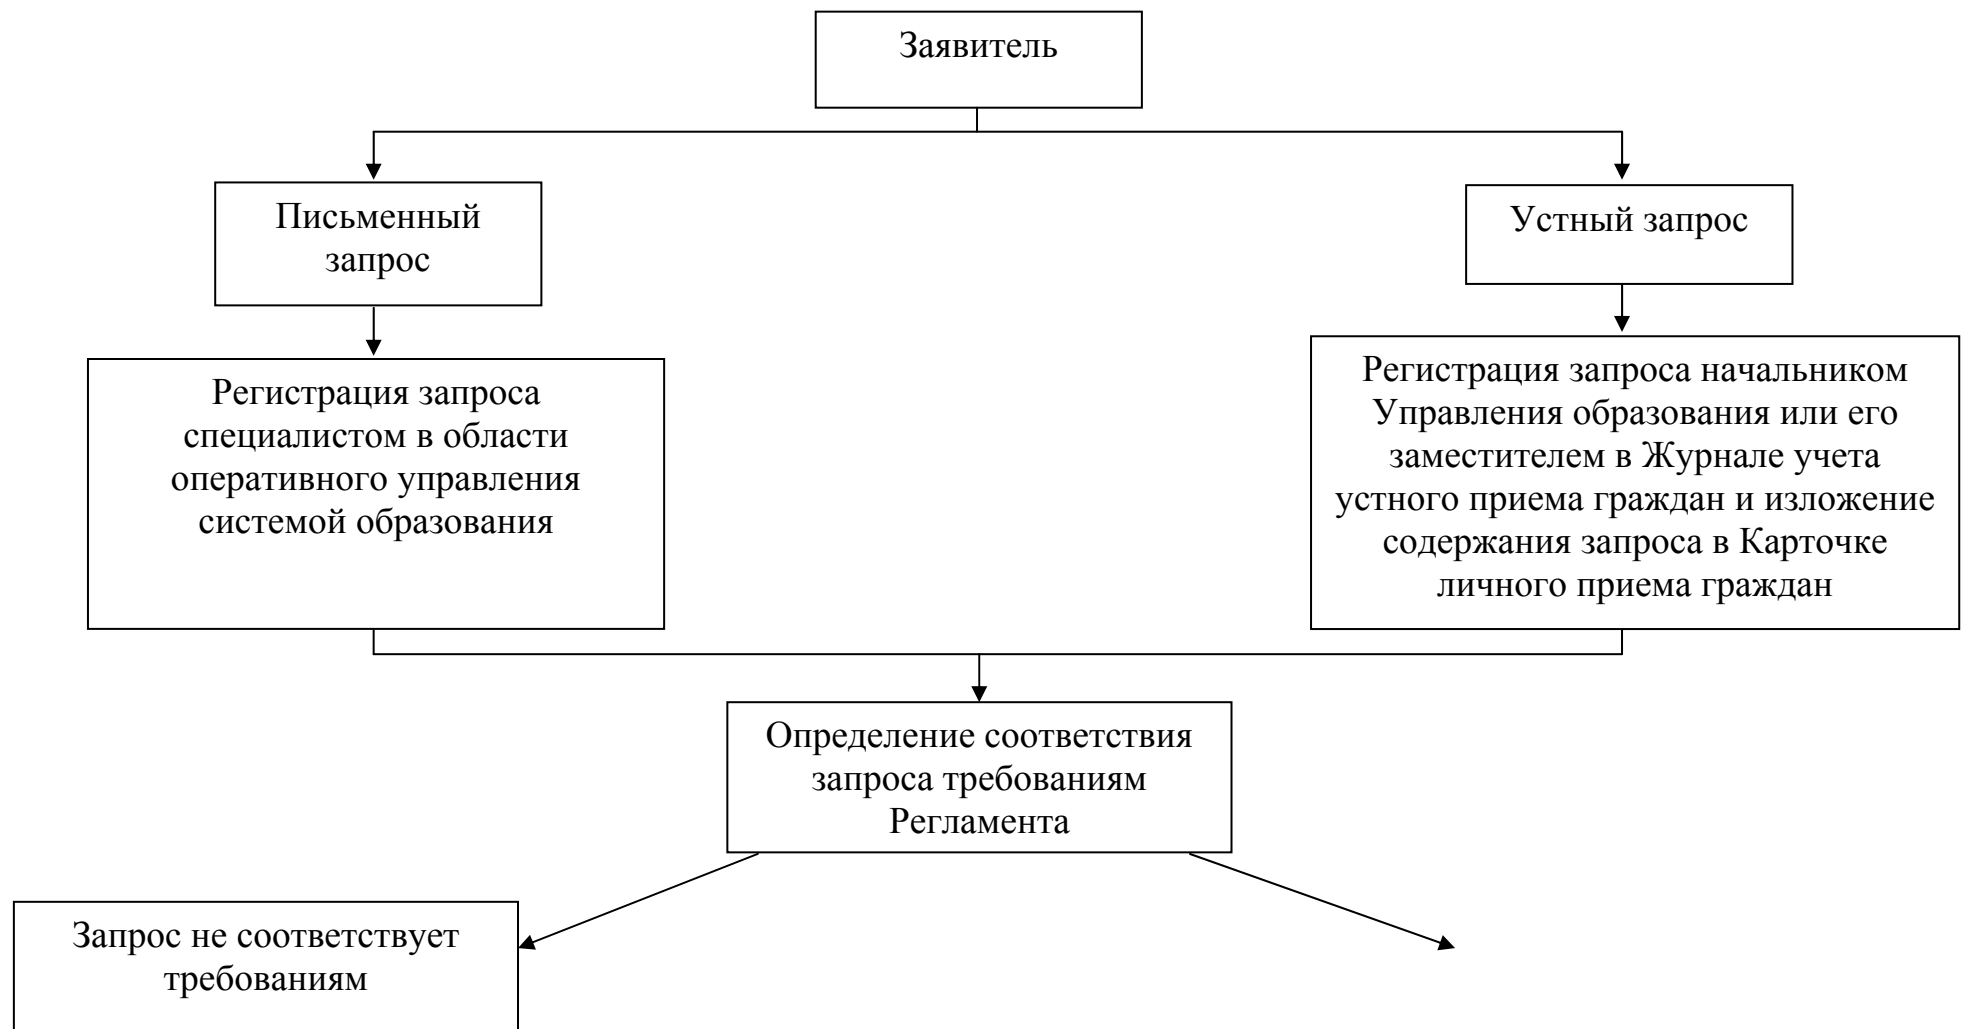 Заявитель
Письменный
запрос
Устный запрос
Регистрация запроса
специалистом в области
оперативного управления
системой образования
Регистрация запроса начальником
Управления образования или его
заместителем в Журнале учета
устного приема граждан и изложение
содержания запроса в Карточке
личного приема граждан
Определение соответствия
запроса требованиям
Регламента
Запрос не соответствует
требованиям